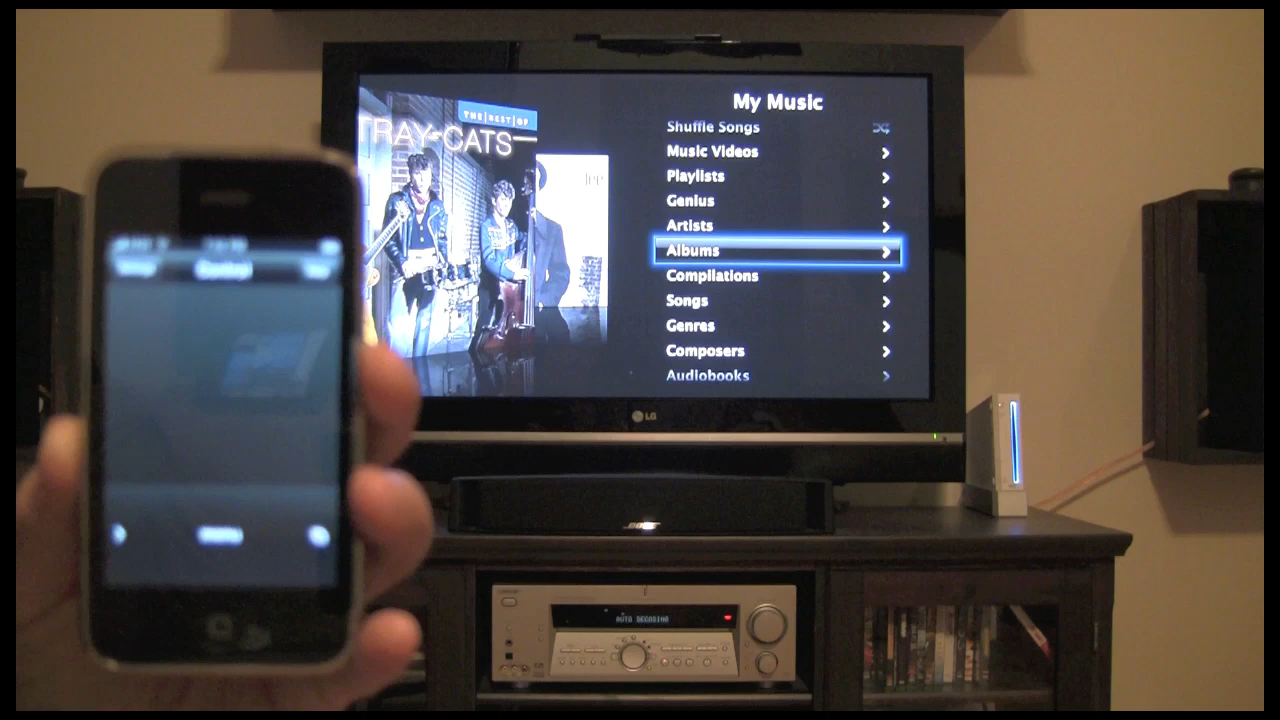 THE|BEST|OF
TRAY CATS
lee
My Music
Shuffle Songs
Music Videos
Playlists
Genius
Artists
Albums
Compilations
Songs
Genres
Composers
Audiobooks
LG
BOSE
AUTO DECODING